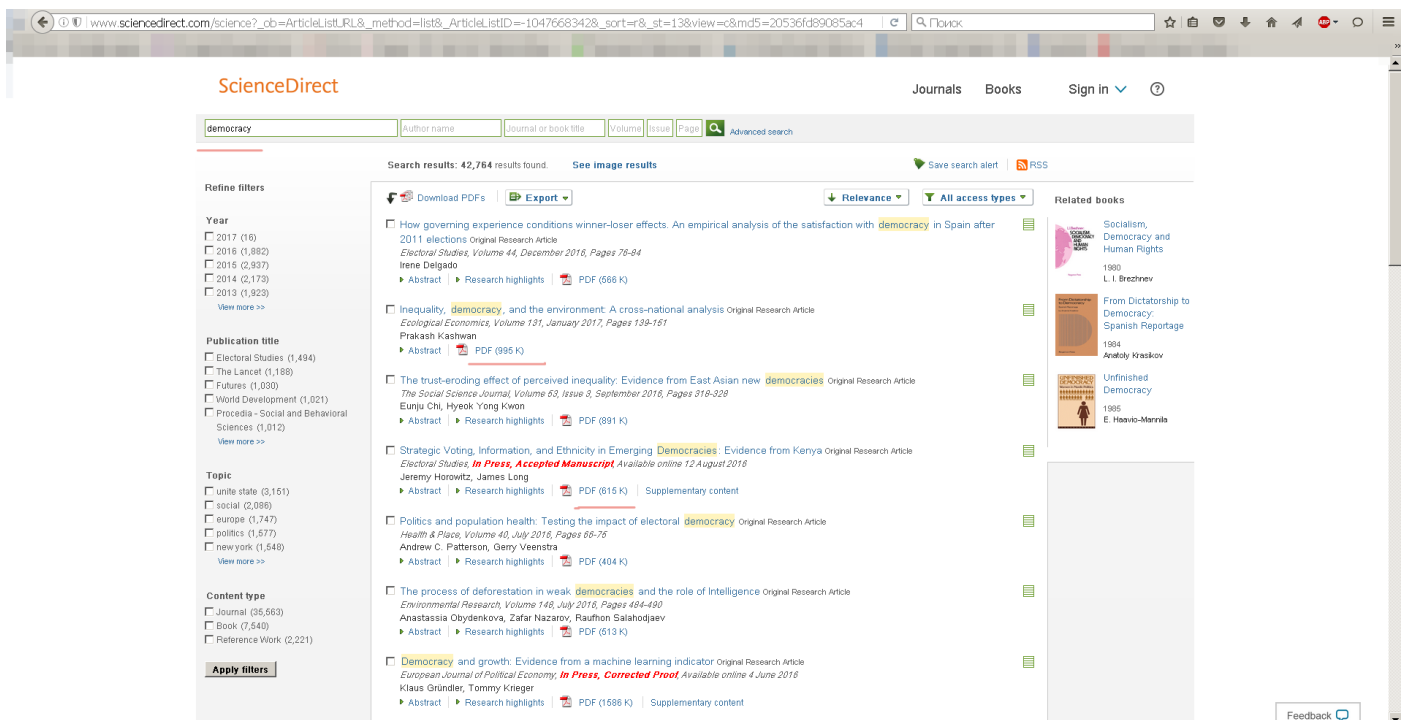 www.sciencedirect.com/science?_ob=ArticleListURL&_method=list&_ArticleListID=-1047668342&_sort=r&_st=13&view=c&md5=20536fd89085ac4
Поиск
ABP
ScienceDirect
Journals Books Sign in ?
democracy Author name Journal or book title Volume Issue Page Advanced search
Search results: 42,764 results found. See image results Save search alert RSS
Refine filters
Year
2017 (16)
2016 (1,882)
2015 (2,937)
2014 (2,173)
2013 (1,923)
View more >>
Publication title
Electoral Studies (1,494)
The Lancet (1,188)
Futures (1,030)
World Development (1,021)
Procedia - Social and Behavioral
Sciences (1,012)
View more >>
Topic
unite state (3,151)
social (2,086)
europe (1,747)
politics (1,577)
new york (1,548)
View more >>
Content type
Journal (35,563)
Book (7,540)
Reference Work (2,221)
Apply filters
Download PDFs Export Relevance All access types
How governing experience conditions winner-loser effects. An empirical analysis of the satisfaction with democracy in Spain after
2011 elections Original Research Article
Electoral Studies, Volume 44, December 2016, Pages 76-84
Irene Delgado
Abstract Research highlights PDF (566 K)
Inequality, democracy, and the environment: A cross-national analysis Original Research Article
Ecological Economics, Volume 131, January 2017, Pages 139-151
Prakash Kashwan
Abstract PDF (995 K)
The trust-eroding effect of perceived inequality: Evidence from East Asian new democracies Original Research Article
The Social Science Journal, Volume 53, Issue 3, September 2016, Pages 318-328
Eunju Chi, Hyeok Yong Kwon
Abstract Research highlights PDF (891 K)
Strategic Voting, Information, and Ethnicity in Emerging Democracies: Evidence from Kenya Original Research Article
Electoral Studies, In Press, Accepted Manuscript, Available online 12 August 2016
Jeremy Horowitz, James Long
Abstract Research highlights PDF (615 K) Supplementary content
Politics and population health: Testing the impact of electoral democracy Original Research Article
Health & Place, Volume 40, July 2016, Pages 66-75
Andrew C. Patterson, Gerry Veenstra
Abstract Research highlights PDF (404 K)
The process of deforestation in weak democracies and the role of Intelligence Original Research Article
Environmental Research, Volume 148, July 2016, Pages 484-490
Anastassia Obydenkova, Zafar Nazarov, Raufhon Salahodjaev
Abstract Research highlights PDF (513 K)
Democracy and growth: Evidence from a machine learning indicator Original Research Article
European Journal of Political Economy, In Press, Corrected Proof, Available online 4 June 2016
Klaus Gründler, Tommy Krieger
Abstract Research highlights PDF (1586 K) Supplementary content
Related books
Socialism,
Democracy and
Human Rights
1980
L. I. Brezhnev
From Dictatorship to
Democracy:
Spanish Reportage
1984
Anatoly Krasikov
Unfinished
Democracy
1985
E. Haavio-Mannila
Feedback